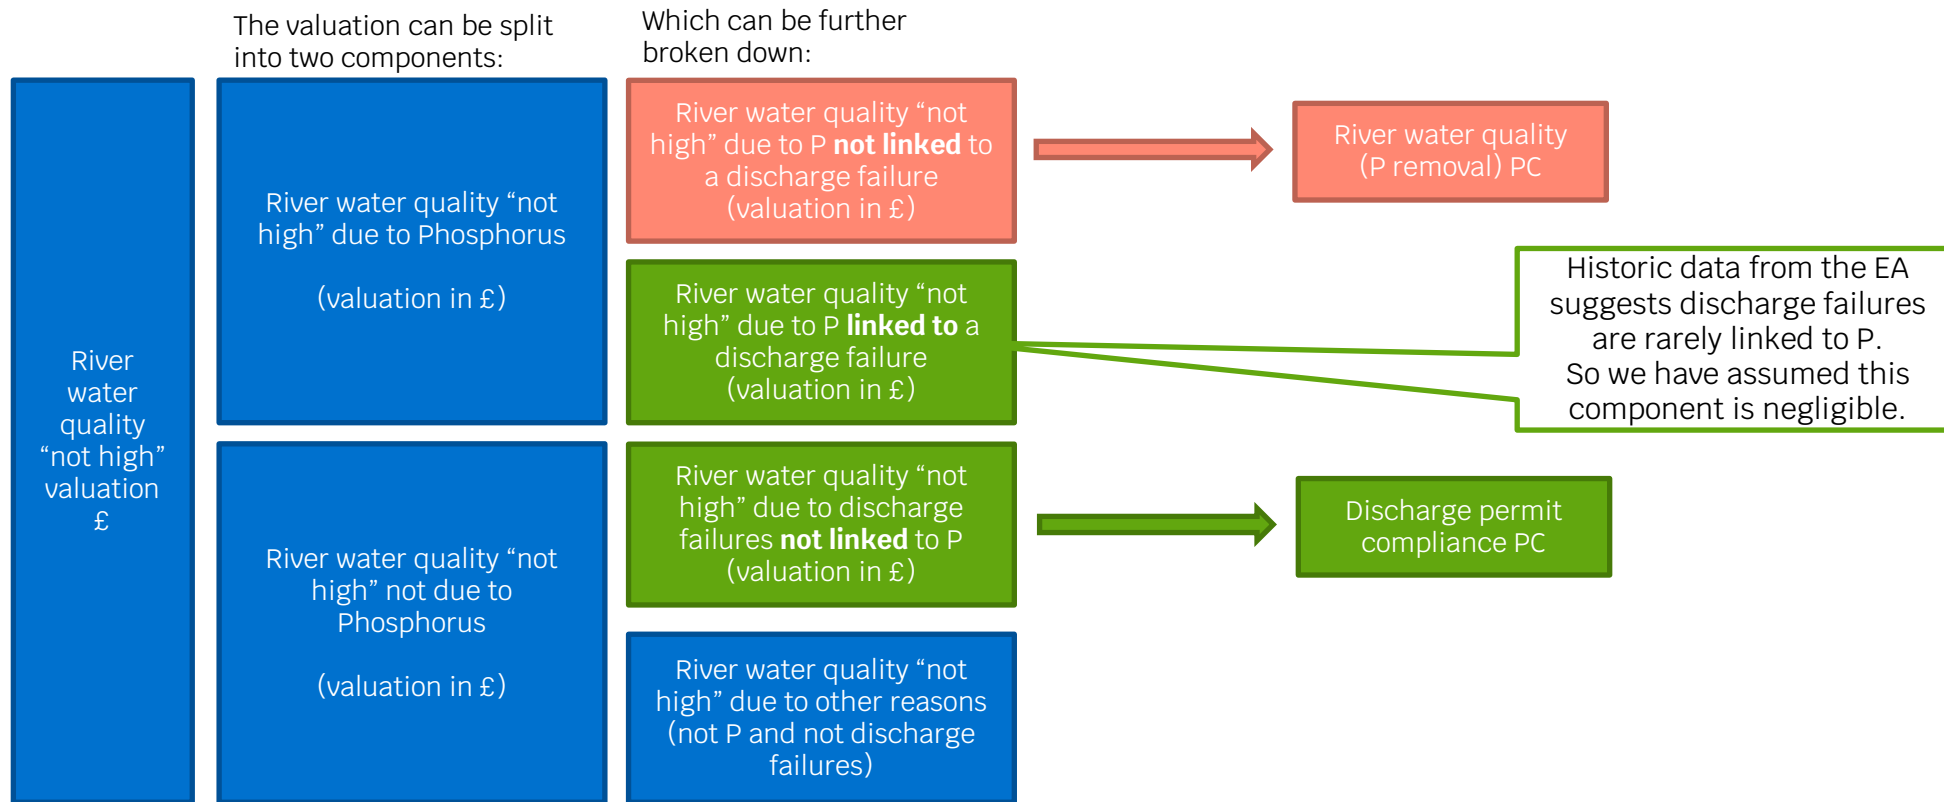 The valuation can be split
into two components:
Which can be further
broken down:
River
water
quality
“not high”
valuation
£
River water quality “not
high” due to Phosphorus
(valuation in £)
River water quality “not
high” not due to
Phosphorus
(valuation in £)
River water quality “not
high” due to P not linked to
a discharge failure
(valuation in £)
River water quality “not
high” due to P linked to a
discharge failure
(valuation in £)
River water quality “not
high” due to discharge
failures not linked to P
(valuation in £)
River water quality “not
high” due to other reasons
(not P and not discharge
failures)
River water quality
(P removal) PC
Historic data from the EA
suggests discharge failures
are rarely linked to P.
So we have assumed this
component is negligible.
Discharge permit
compliance PC